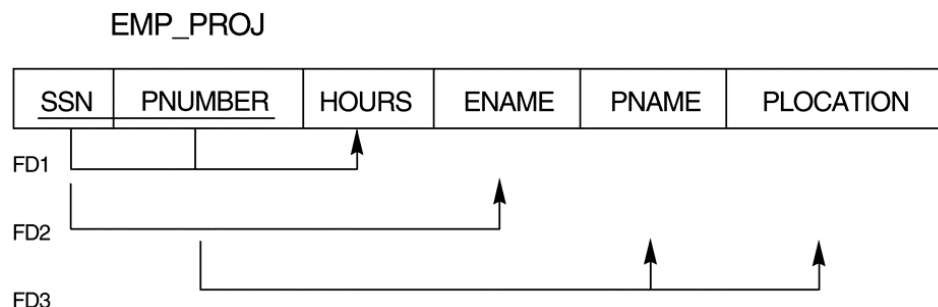 EMP_PROJ
SSN PNUMBER HOURS ENAME PNAME PLOCATION
FD1
FD2
FD3